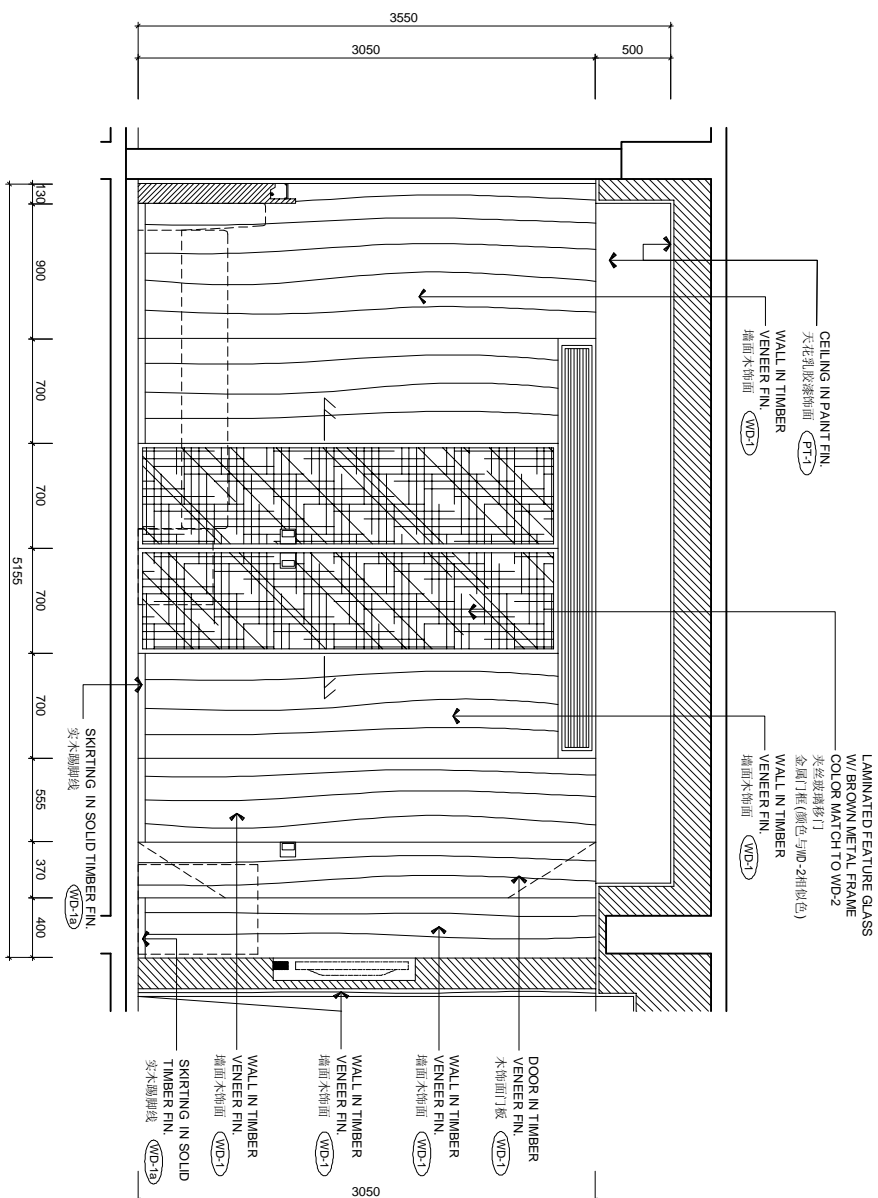 3550
3050
500
130
900
700
700
700
700
555
370
400
5155
CEILING IN PAINT FIN.
天花乳胶漆饰面 PT-1
WALL IN TIMBER
VENEER FIN.
墙面木饰面 WD-1
LAMINATED FEATURE GLASS
W/ BROWN METAL FRAME
COLOR MATCH TO WD-2
夹丝玻璃移门
金属门框(颜色与WD-2相似色)
WALL IN TIMBER
VENEER FIN.
墙面木饰面 WD-1
SKIRTING IN SOLID TIMBER FIN.
实木踢脚线 WD-1a
DOOR IN TIMBER
VENEER FIN.
木饰面门板 WD-1
WALL IN TIMBER
VENEER FIN.
墙面木饰面 WD-1
WALL IN TIMBER
VENEER FIN.
墙面木饰面 WD-1
WALL IN TIMBER
VENEER FIN.
墙面木饰面 WD-1
SKIRTING IN SOLID
TIMBER FIN.
实木踢脚线 WD-1a
3050